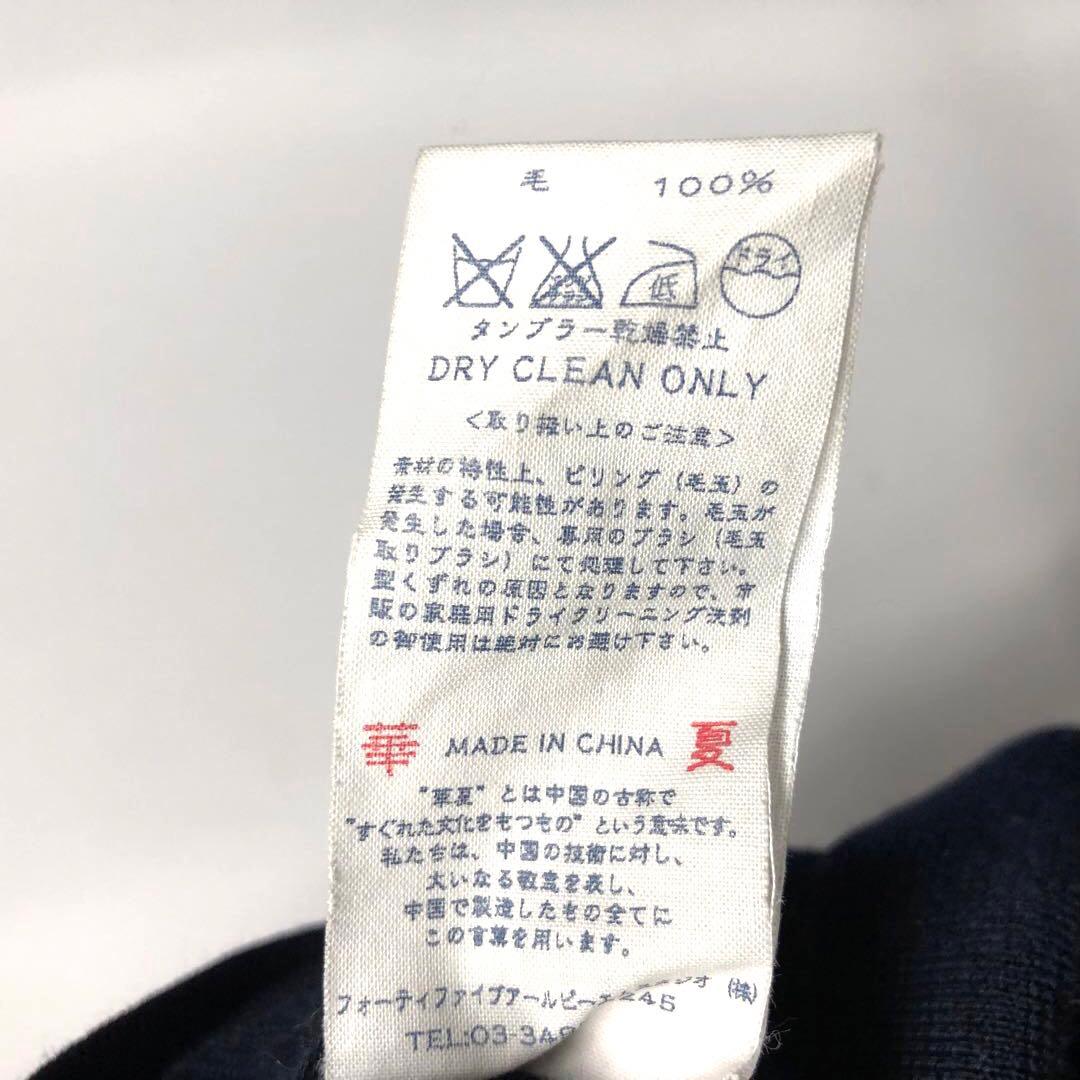 毛 100%
低 ドライ
タンブラー乾燥禁止
DRY CLEAN ONLY
<取り扱い上のご注意>
素材の特性上、ピリング(毛玉)の
発生する可能性があります。毛玉が
発生した場合、専用のブラシ(毛玉
取りブラシ)にて処理して下さい。
型くずれの原因となりますので、市
販の家庭用ドライクリーニング洗剤
の御使用は絶対にお避け下さい。
華 MADE IN CHINA 夏
"華夏"とは中国の古称で
"すぐれた文化をもつもの"という意味です。
私たちは、中国の技術に対し、
大いなる敬意を表し、
中国で製造したもの全てに
この言葉を用います。
フォーティファイブアールピーエ ジオ(株)
TEL:03-3